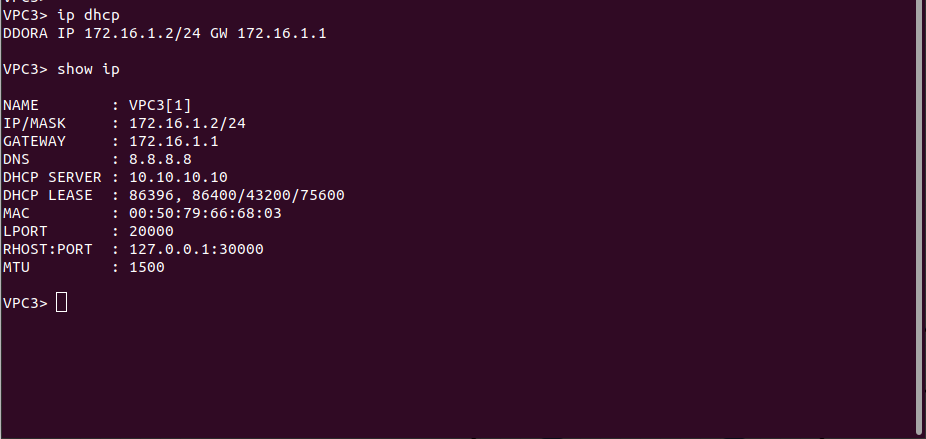 VPC3>
VPC3> ip dhcp
DDORA IP 172.16.1.2/24 GW 172.16.1.1
VPC3> show ip
NAME        : VPC3[1]
IP/MASK     : 172.16.1.2/24
GATEWAY     : 172.16.1.1
DNS         : 8.8.8.8
DHCP SERVER : 10.10.10.10
DHCP LEASE  : 86396, 86400/43200/75600
MAC         : 00:50:79:66:68:03
LPORT       : 20000
RHOST:PORT  : 127.0.0.1:30000
MTU         : 1500
VPC3>